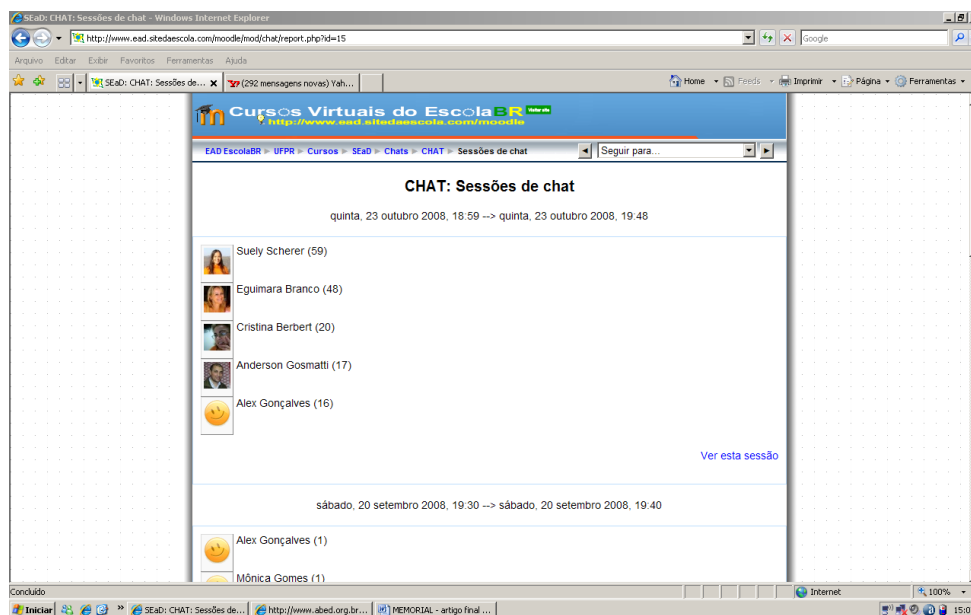 SEaD: CHAT: Sessões de chat - Windows Internet Explorer
http://www.ead.sitedaescola.com/moodle/mod/chat/report.php?id=15
Google
Arquivo Editar Exibir Favoritos Ferramentas Ajuda
SEaD: CHAT: Sessões de... (292 mensagens novas) Yah... Home Feeds Imprimir Página Ferramentas
Cursos Virtuais do EscolaBR
http://www.ead.sitedaescola.com/moodle
EAD EscolaBR UFPR Cursos SEaD Chats CHAT Sessões de chat Seguir para...
CHAT: Sessões de chat
quinta, 23 outubro 2008, 18:59 --> quinta, 23 outubro 2008, 19:48
Suely Scherer (59)
Eguimara Branco (48)
Cristina Berbert (20)
Anderson Gosmatti (17)
Alex Gonçalves (16)
Ver esta sessão
sábado, 20 setembro 2008, 19:30 --> sábado, 20 setembro 2008, 19:40
Alex Gonçalves (1)
Mônica Gomes (1)
Concluído Internet 100%
Iniciar » SEaD: CHAT: Sessões de... http://www.abed.org.br... MEMORIAL - artigo final ...